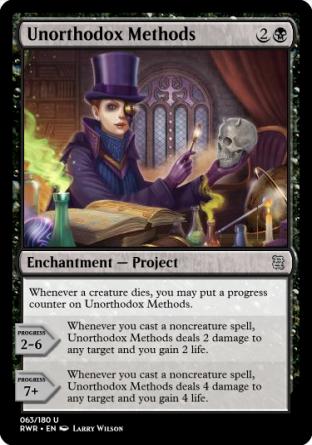 Unorthodox Methods 2
Enchantment — Project
Whenever a creature dies, you may put a progress
counter on Unorthodox Methods.
PROGRESS
2-6
Whenever you cast a noncreature spell,
Unorthodox Methods deals 2 damage to
any target and you gain 2 life.
PROGRESS
7+
Whenever you cast a noncreature spell,
Unorthodox Methods deals 4 damage to
any target and you gain 4 life.
063/180 U
RWR • EN Larry Wilson